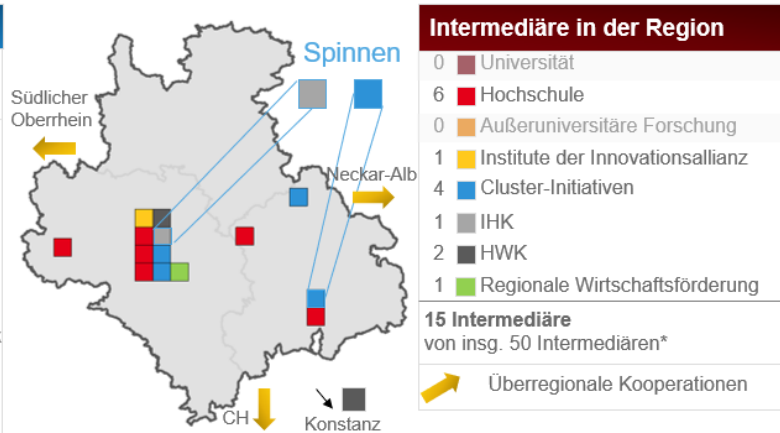 Spinnen
Südlicher
Oberrhein
Neckar-Alb
CH
Konstanz
Intermediäre in der Region
0 Universität
6 Hochschule
0 Außeruniversitäre Forschung
1 Institute der Innovationsallianz
4 Cluster-Initiativen
1 IHK
2 HWK
1 Regionale Wirtschaftsförderung
15 Intermediäre
von insg. 50 Intermediären*
Überregionale Kooperationen